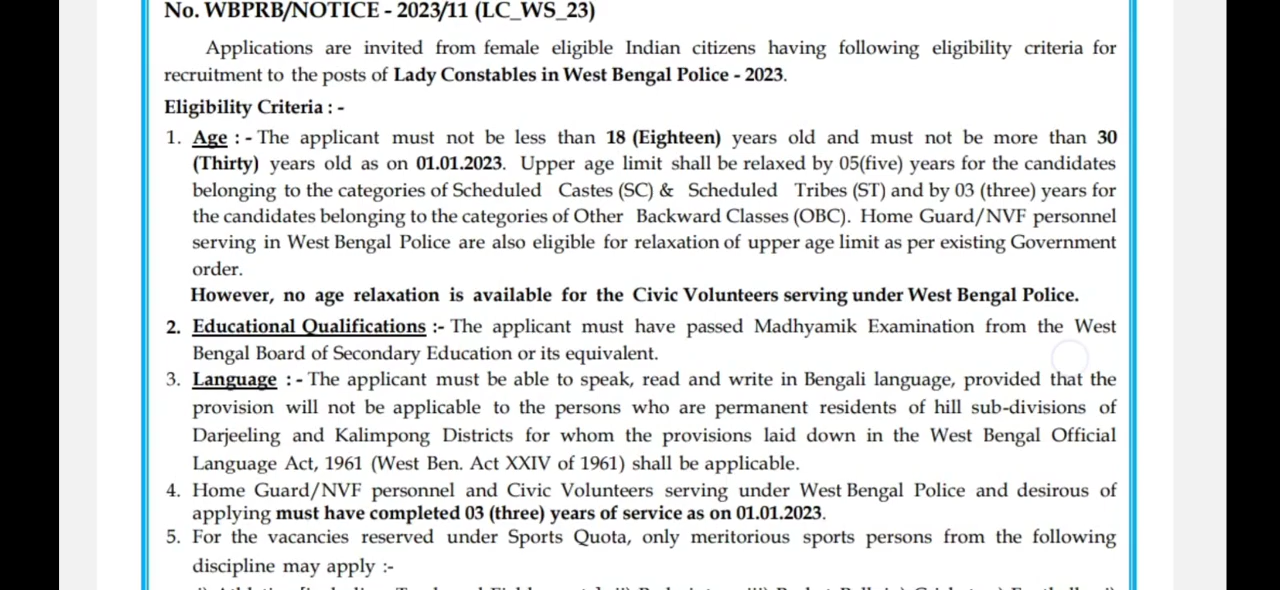 No. WBPRB/NOTICE - 2023/11 (LC_WS_23)
Applications are invited from female eligible Indian citizens having following eligibility criteria for
recruitment to the posts of Lady Constables in West Bengal Police - 2023.
Eligibility Criteria : -
1. Age : - The applicant must not be less than 18 (Eighteen) years old and must not be more than 30
(Thirty) years old as on 01.01.2023. Upper age limit shall be relaxed by 05(five) years for the candidates
belonging to the categories of Scheduled Castes (SC) & Scheduled Tribes (ST) and by 03 (three) years for
the candidates belonging to the categories of Other Backward Classes (OBC). Home Guard/NVF personnel
serving in West Bengal Police are also eligible for relaxation of upper age limit as per existing Government
order.
However, no age relaxation is available for the Civic Volunteers serving under West Bengal Police.
2. Educational Qualifications :- The applicant must have passed Madhyamik Examination from the West
Bengal Board of Secondary Education or its equivalent.
3. Language : - The applicant must be able to speak, read and write in Bengali language, provided that the
provision will not be applicable to the persons who are permanent residents of hill sub-divisions of
Darjeeling and Kalimpong Districts for whom the provisions laid down in the West Bengal Official
Language Act, 1961 (West Ben. Act XXIV of 1961) shall be applicable.
4. Home Guard/NVF personnel and Civic Volunteers serving under West Bengal Police and desirous of
applying must have completed 03 (three) years of service as on 01.01.2023.
5. For the vacancies reserved under Sports Quota, only meritorious sports persons from the following
discipline may apply :-